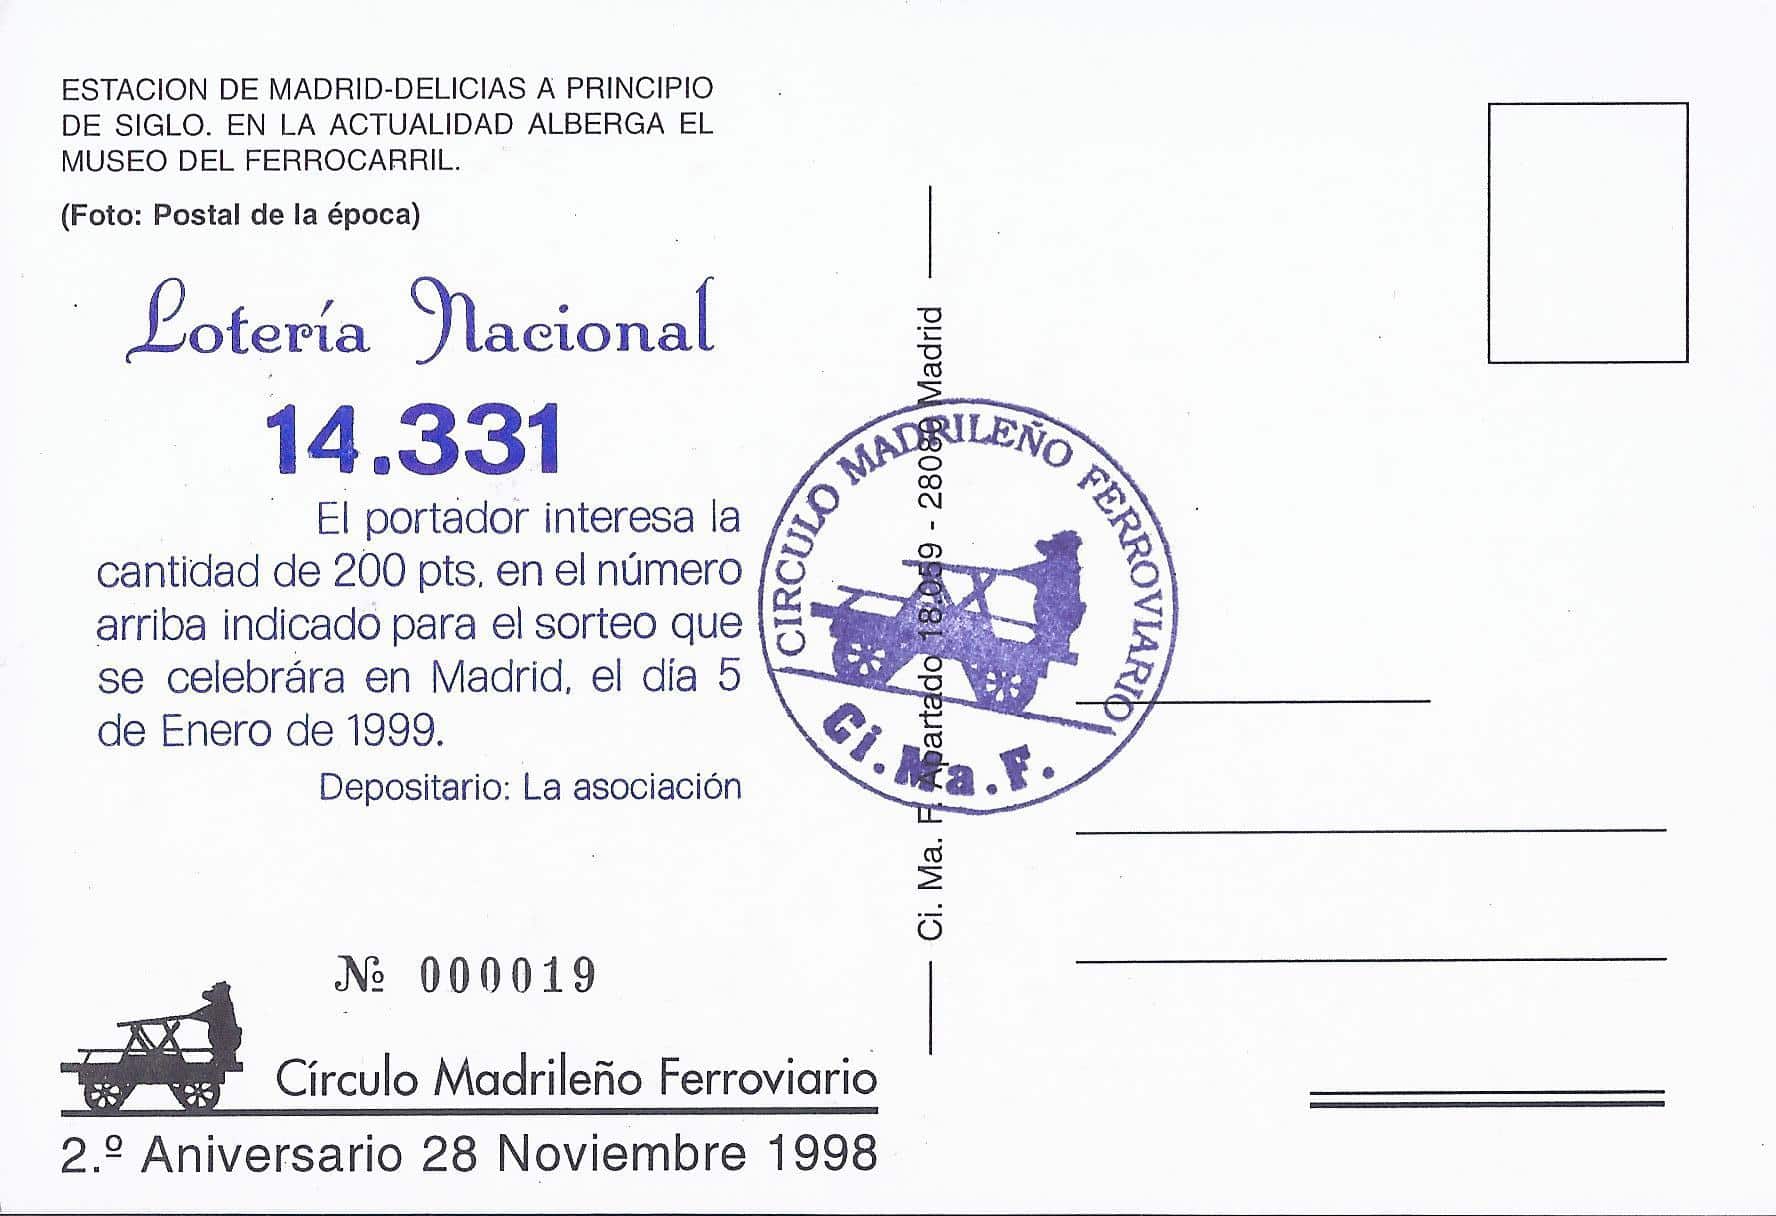 ESTACION DE MADRID-DELICIAS A PRINCIPIO
DE SIGLO. EN LA ACTUALIDAD ALBERGA EL
MUSEO DEL FERROCARRIL.
(Foto: Postal de la época)
Lotería Nacional
14.331
El portador interesa la
cantidad de 200 pts, en el número
arriba indicado para el sorteo que
se celebrára en Madrid, el día 5
de Enero de 1999.
Depositario: La asociación
Nº 000019
Círculo Madrileño Ferroviario
2.º Aniversario 28 Noviembre 1998
Ci. Ma. F. Apartado 18.059 - 28080 Madrid
CIRCULO MADRILEÑO FERROVIARIO
Ci.Ma.F.